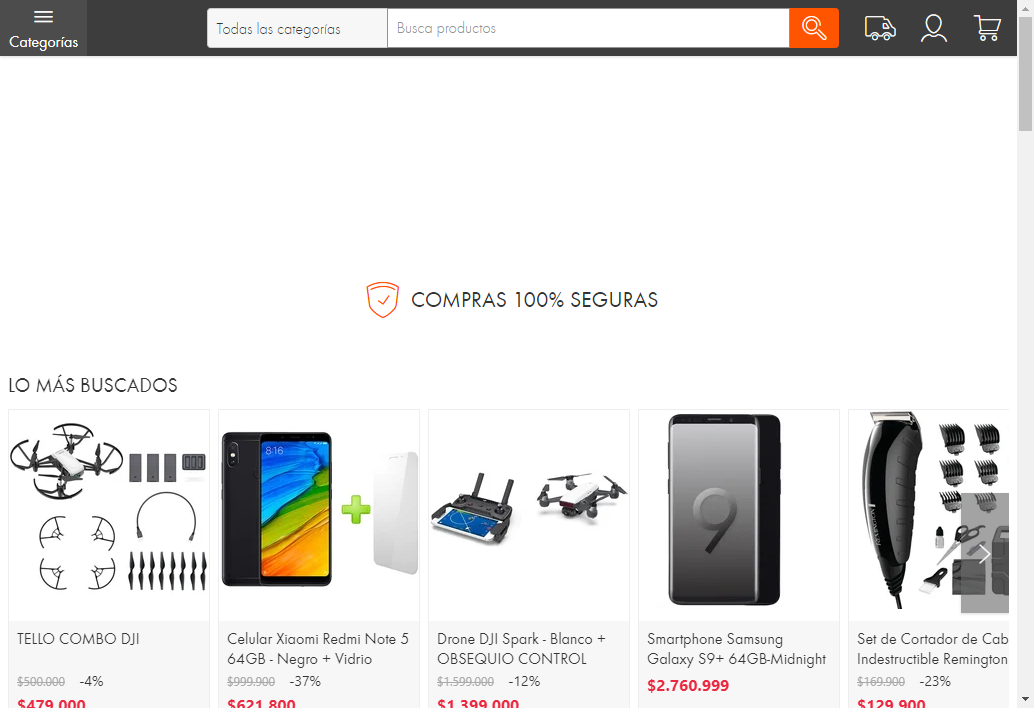 Categorías
Todas las categorías
Busca productos
COMPRAS 100% SEGURAS
LO MÁS BUSCADOS
TELLO COMBO DJI
$500.000 -4%
$479.000
8:16
Celular Xiaomi Redmi Note 5
64GB - Negro + Vidrio
$999.900 -37%
$621.800
Drone DJI Spark - Blanco +
OBSEQUIO CONTROL
$1.599.000 -12%
$1.399.000
9
Smartphone Samsung
Galaxy S9+ 64GB-Midnight
$2.760.999
Set de Cortador de Cab
Indestructible Remington
$169.900 -23%
$129.900